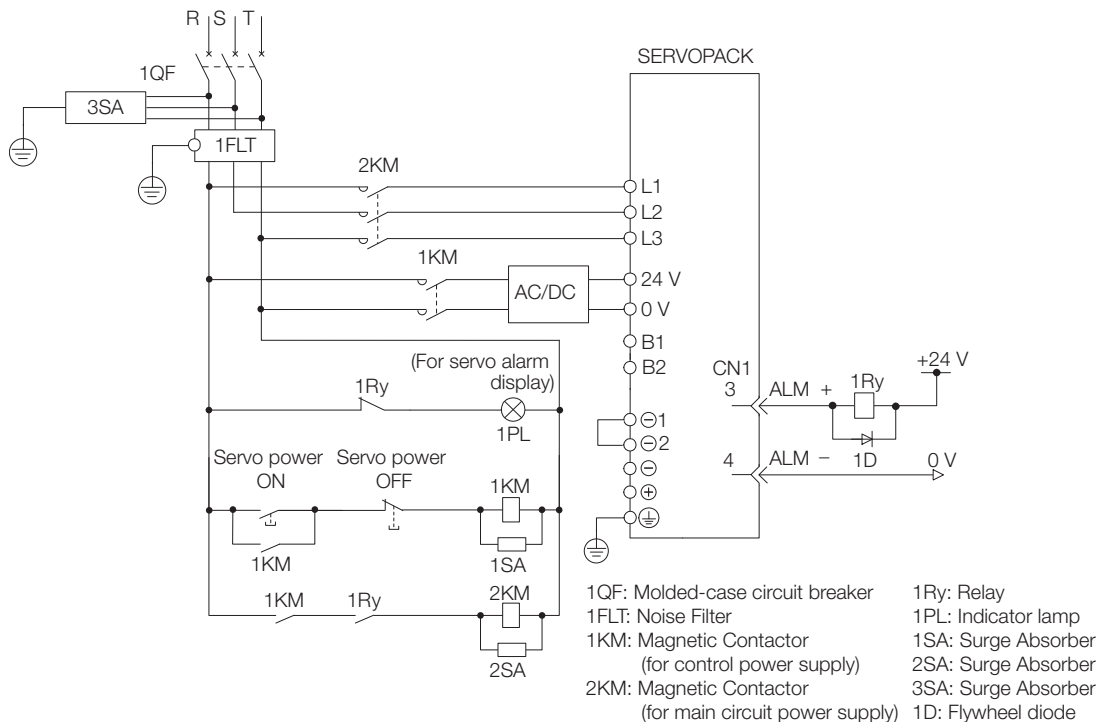 R S T
SERVOPACK
1QF
3SA
1FLT
2KM
L1
L2
L3
1KM
24 V
AC/DC
0 V
B1
(For servo alarm
display)
B2
CN1
+24 V
1Ry
3
ALM +
1Ry
1PL
⊖1
⊖2
4
ALM −
1D
0 V
Servo power
ON
Servo power
OFF
⊖
1KM
⊕
1KM
1SA
1KM
1Ry
2KM
2SA
1QF: Molded-case circuit breaker
1FLT: Noise Filter
1KM: Magnetic Contactor
(for control power supply)
2KM: Magnetic Contactor
(for main circuit power supply)
1Ry: Relay
1PL: Indicator lamp
1SA: Surge Absorber
2SA: Surge Absorber
3SA: Surge Absorber
1D: Flywheel diode